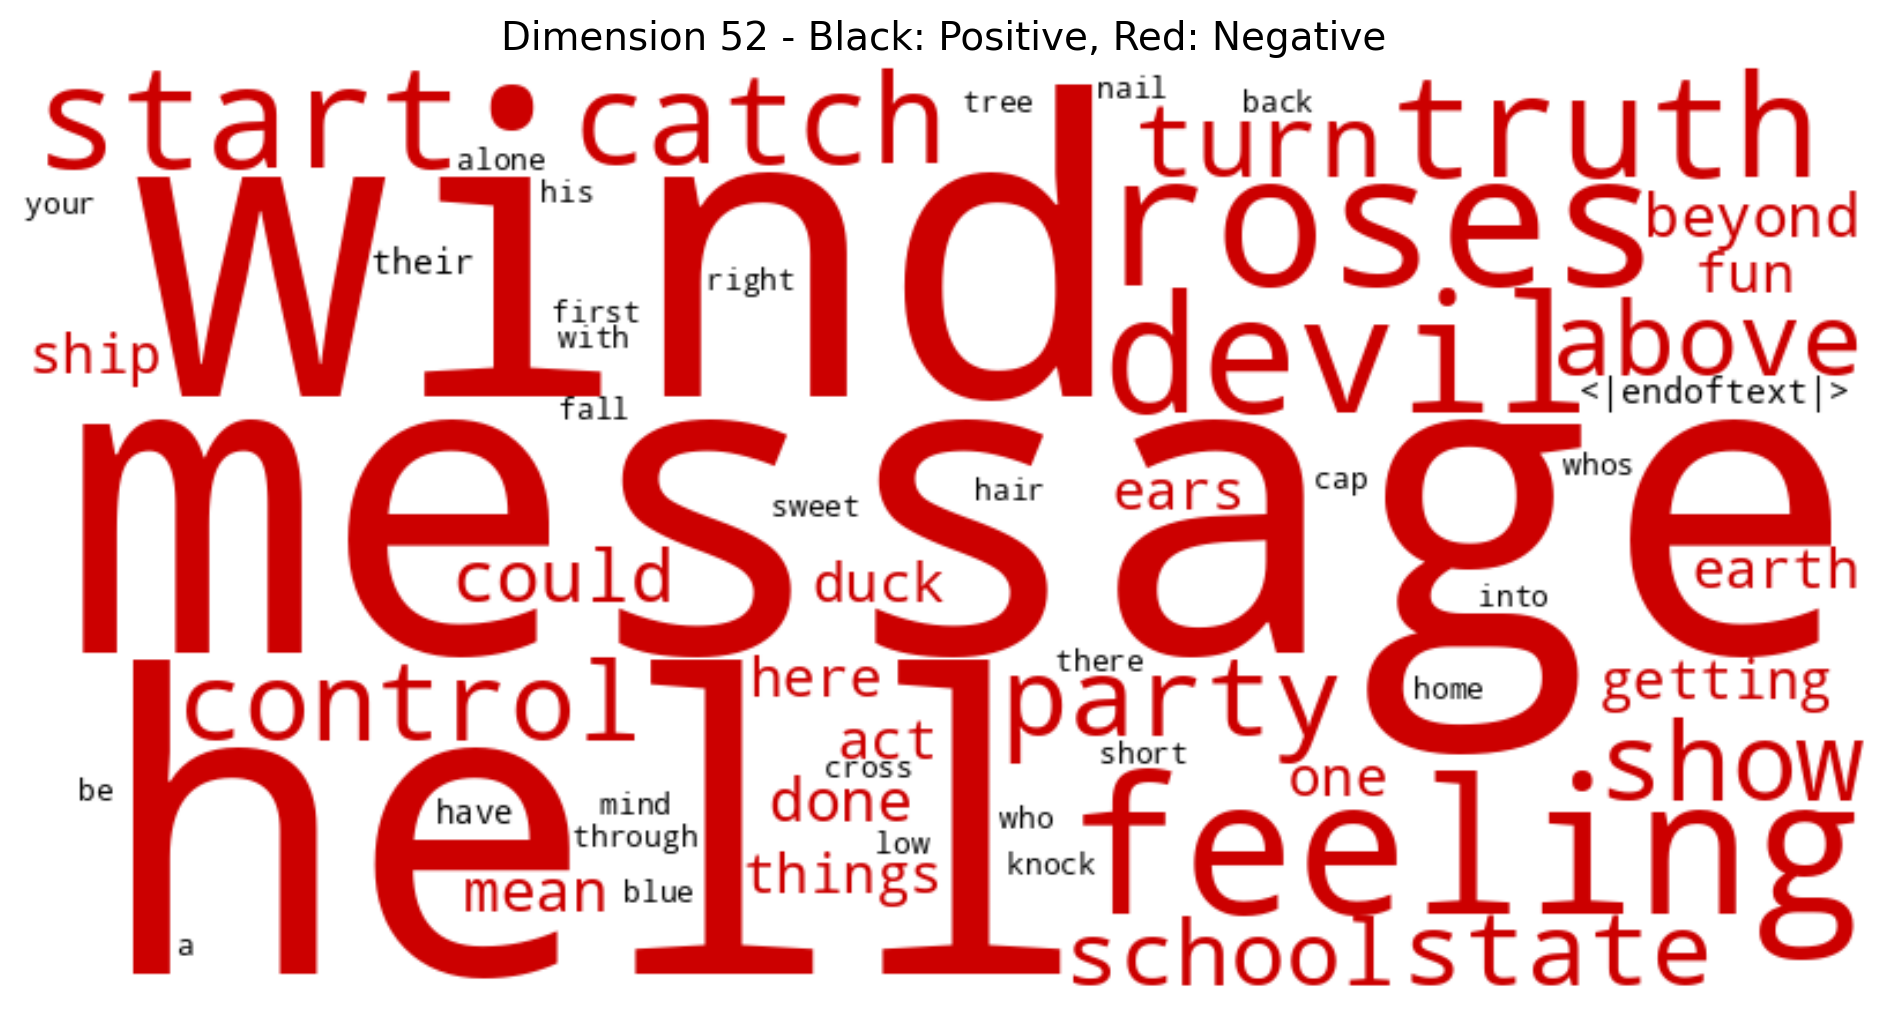 Dimension 52 - Black: Positive, Red: Negative
start catch tree nail back turn truth
alone
your his roses beyond
wind
their right fun
first
with
ship devil above
<|endoftext|>
fall
message
sweet hair ears cap whos
could duck earth
into
control here party there getting
home
hell
act show
cross short
be have mind done who one
through low knock feeling
mean blue things
a school state